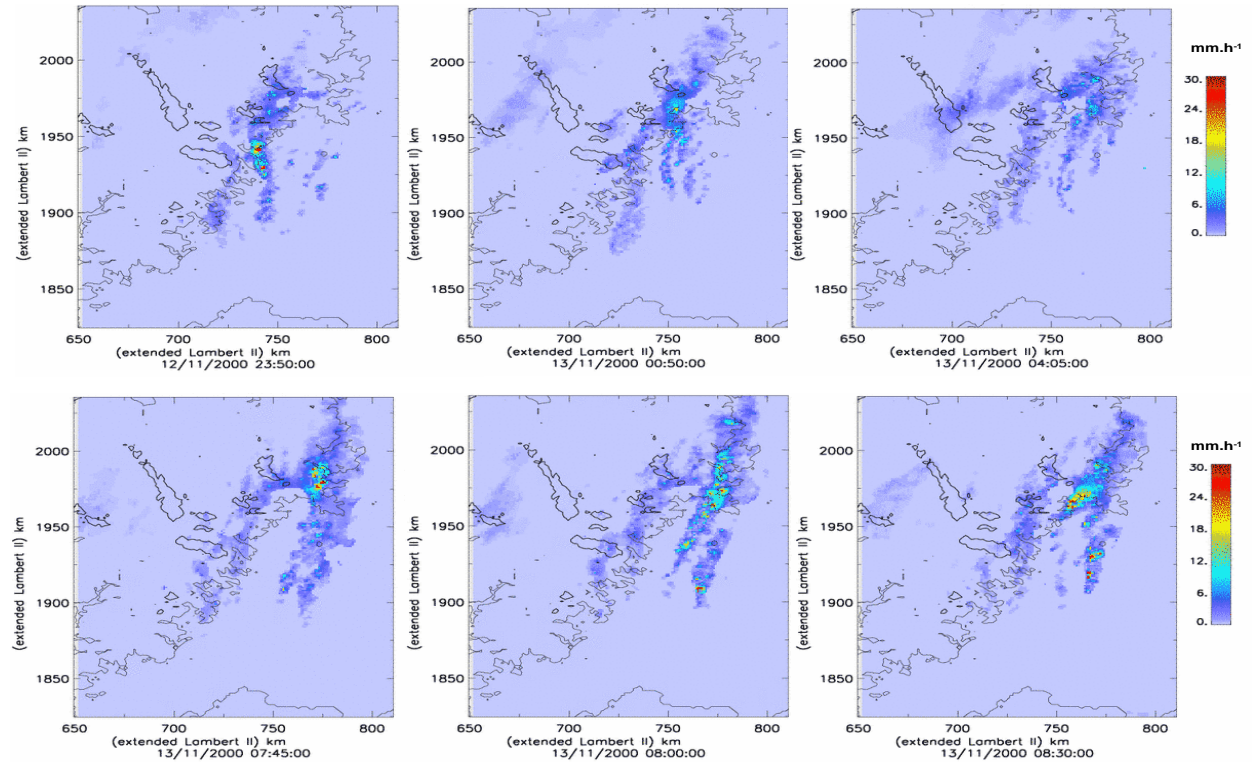 mm.h-1
2000
1950
1900
1850
650 700 750 800
(extended Lambert II) km
(extended Lambert II) km
12/11/2000 23:50:00
2000
1950
1900
1850
650 700 750 800
(extended Lambert II) km
(extended Lambert II) km
13/11/2000 00:50:00
2000
1950
1900
1850
650 700 750 800
(extended Lambert II) km
(extended Lambert II) km
13/11/2000 04:05:00
30.
24.
18.
12.
6.
0.
2000
1950
1900
1850
650 700 750 800
(extended Lambert II) km
(extended Lambert II) km
13/11/2000 07:45:00
2000
1950
1900
1850
650 700 750 800
(extended Lambert II) km
(extended Lambert II) km
13/11/2000 08:00:00
2000
1950
1900
1850
650 700 750 800
(extended Lambert II) km
(extended Lambert II) km
13/11/2000 08:30:00
mm.h-1
30.
24.
18.
12.
6.
0.